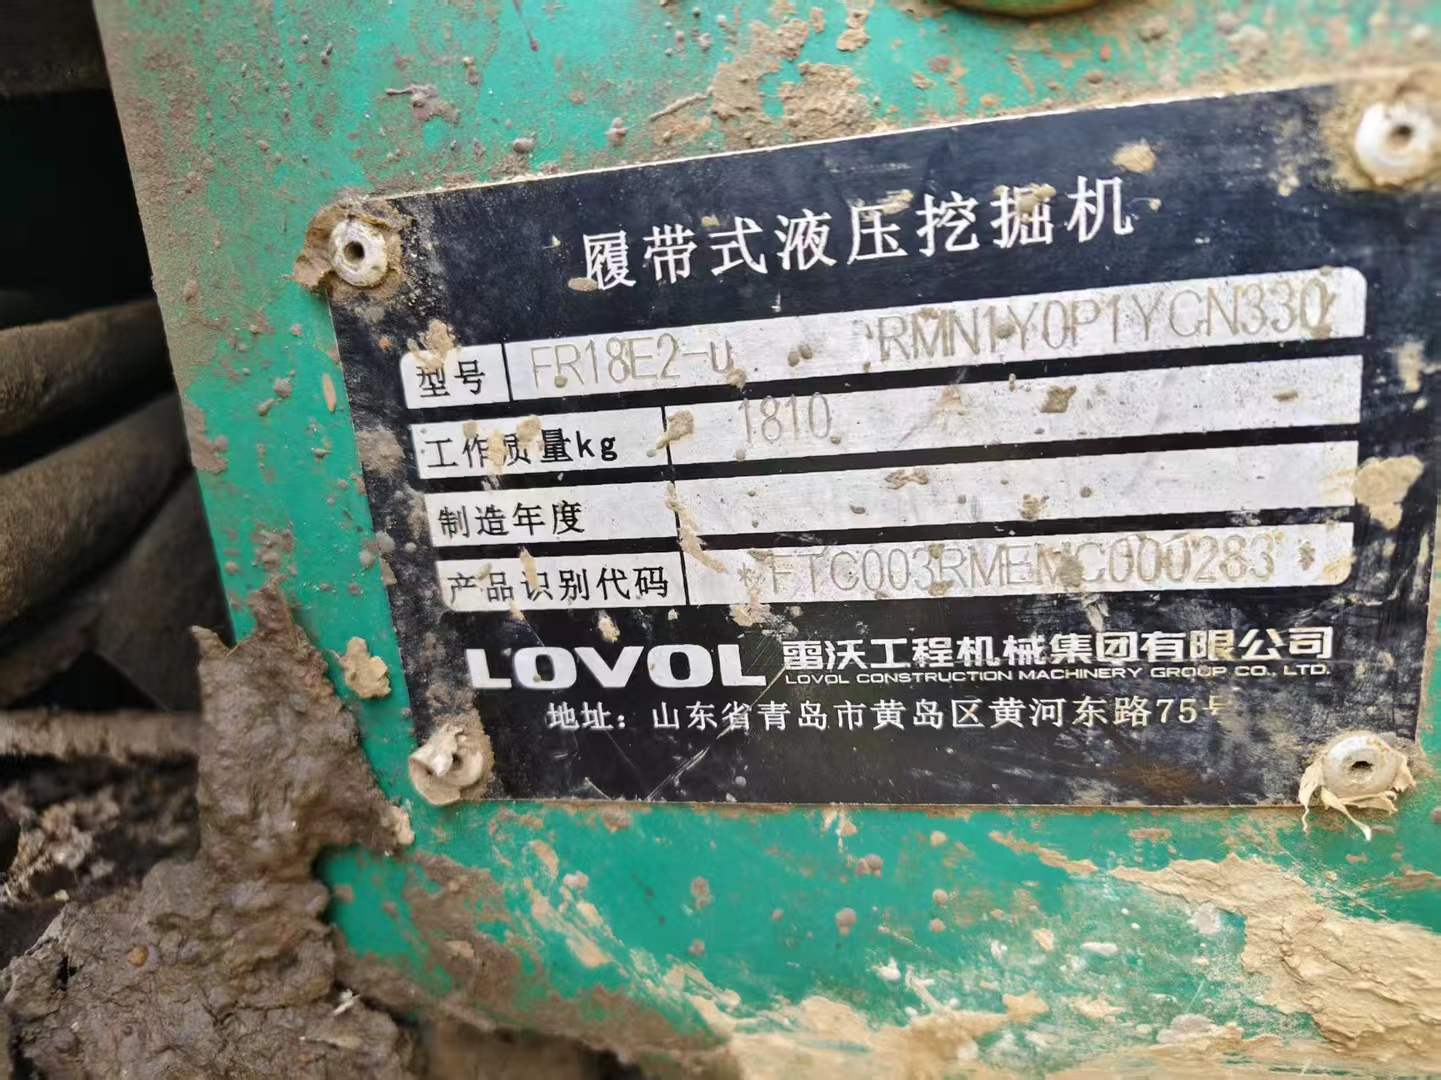 履带式液压挖掘机
型号 FR18E2-u RMN1Y0P1YCN330
工作质量kg 1810
制造年度
产品识别代码 *FTC003RMEMC000283*
LOVOL 雷沃工程机械集团有限公司
LOVOL CONSTRUCTION MACHINERY GROUP CO., LTD.
地址：山东省青岛市黄岛区黄河东路75号